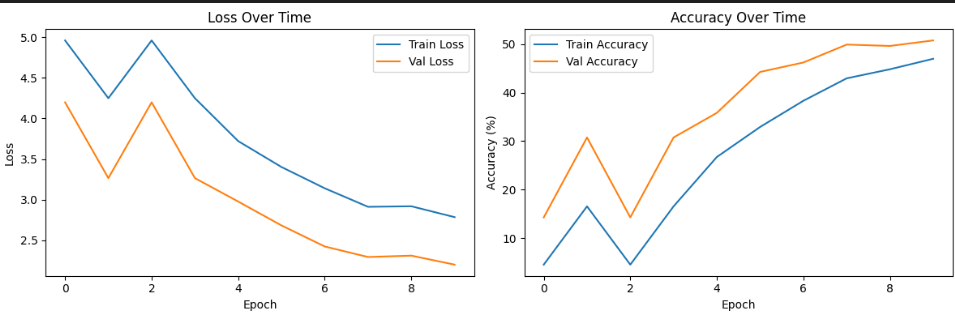 Loss Over Time
5.0
4.5
4.0
3.5
3.0
2.5
Loss
Train Loss
Val Loss
0 2 4 6 8
Epoch
Accuracy Over Time
50
40
30
20
10
Accuracy (%)
Train Accuracy
Val Accuracy
0 2 4 6 8
Epoch